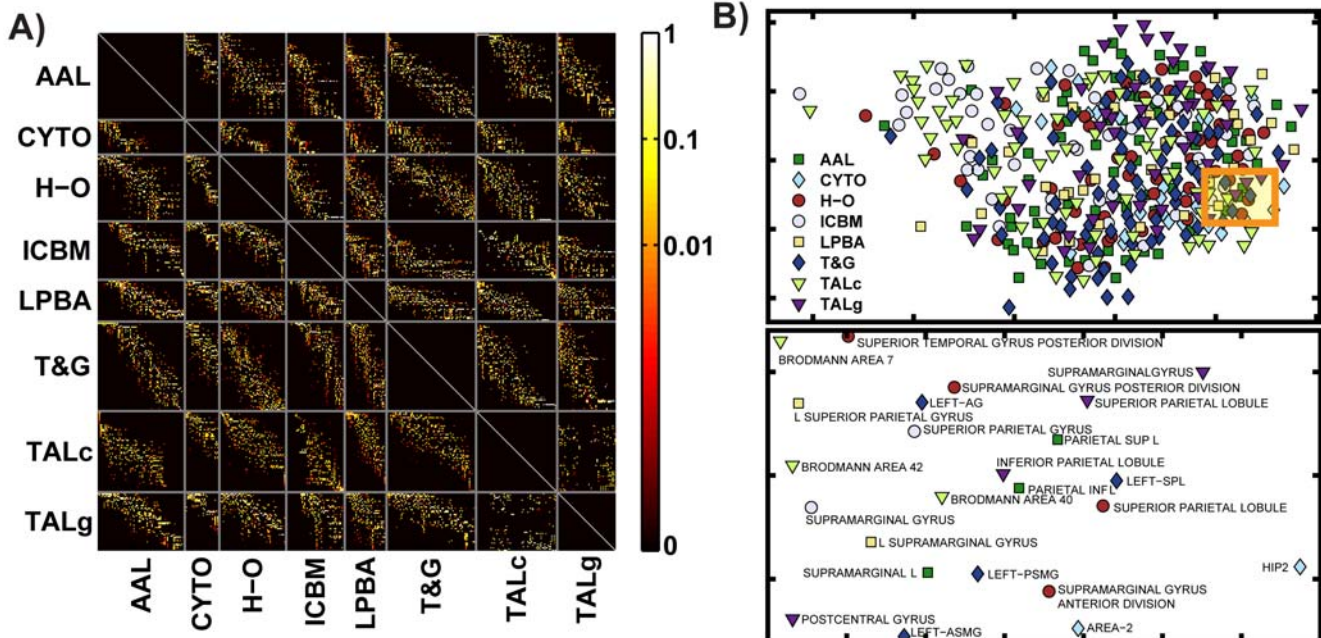 A)
AAL
CYTO
H-O
ICBM
LPBA
T&G
TALc
TALg
AAL
CYTO
H-O
ICBM
LPBA
T&G
TALc
TALg
1
0.1
0.01
0
B)
AAL
CYTO
H-O
ICBM
LPBA
T&G
TALc
TALg
SUPERIOR TEMPORAL GYRUS POSTERIOR DIVISION
BRODMANN AREA 7
SUPRAMARGINALGYRUS
SUPRAMARGINAL GYRUS POSTERIOR DIVISION
LEFT-AG
SUPERIOR PARIETAL LOBULE
L SUPERIOR PARIETAL GYRUS
SUPERIOR PARIETAL GYRUS
PARIETAL SUP L
BRODMANN AREA 42
INFERIOR PARIETAL LOBULE
LEFT-SPL
PARIETAL INFL
BRODMANN AREA 40
SUPERIOR PARIETAL LOBULE
SUPRAMARGINAL GYRUS
L SUPRAMARGINAL GYRUS
HIP2
SUPRAMARGINAL L
LEFT-PSMG
SUPRAMARGINAL GYRUS
ANTERIOR DIVISION
POSTCENTRAL GYRUS
AREA-2
LEFT-ASMG